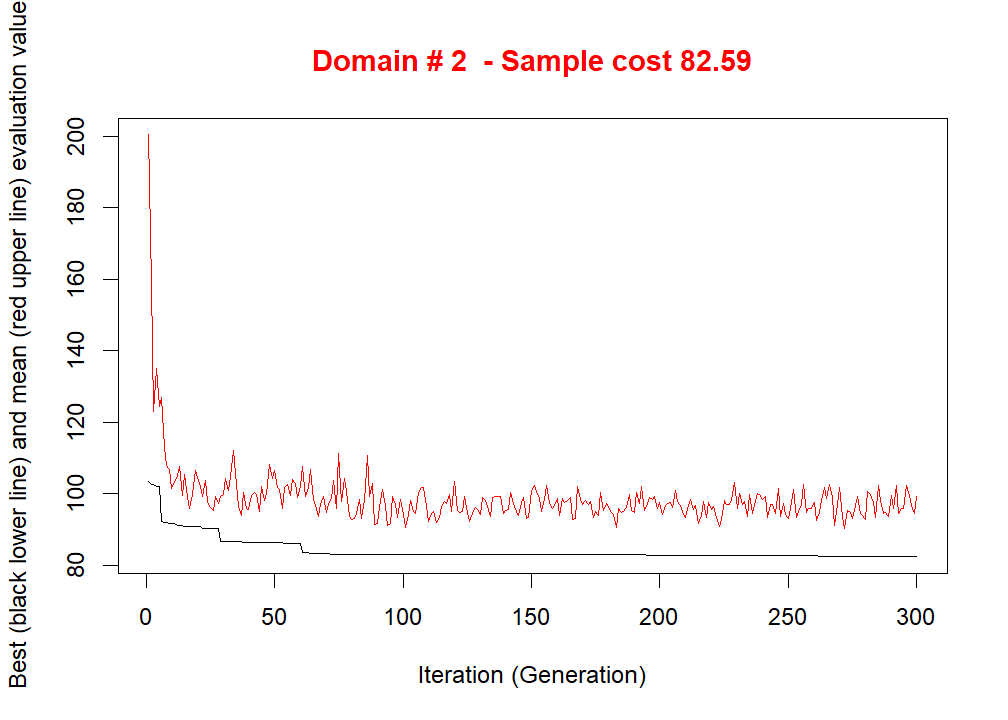 Domain # 2  - Sample cost 82.59
Best (black lower line) and mean (red upper line) evaluation value
200
180
160
140
120
100
80
0 50 100 150 200 250 300
Iteration (Generation)